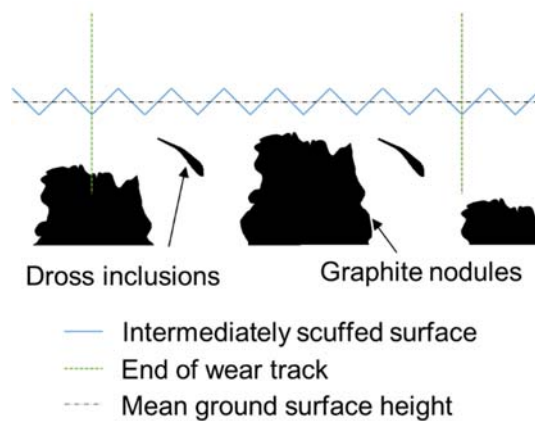 Dross inclusions
Graphite nodules
Intermediately scuffed surface
End of wear track
Mean ground surface height